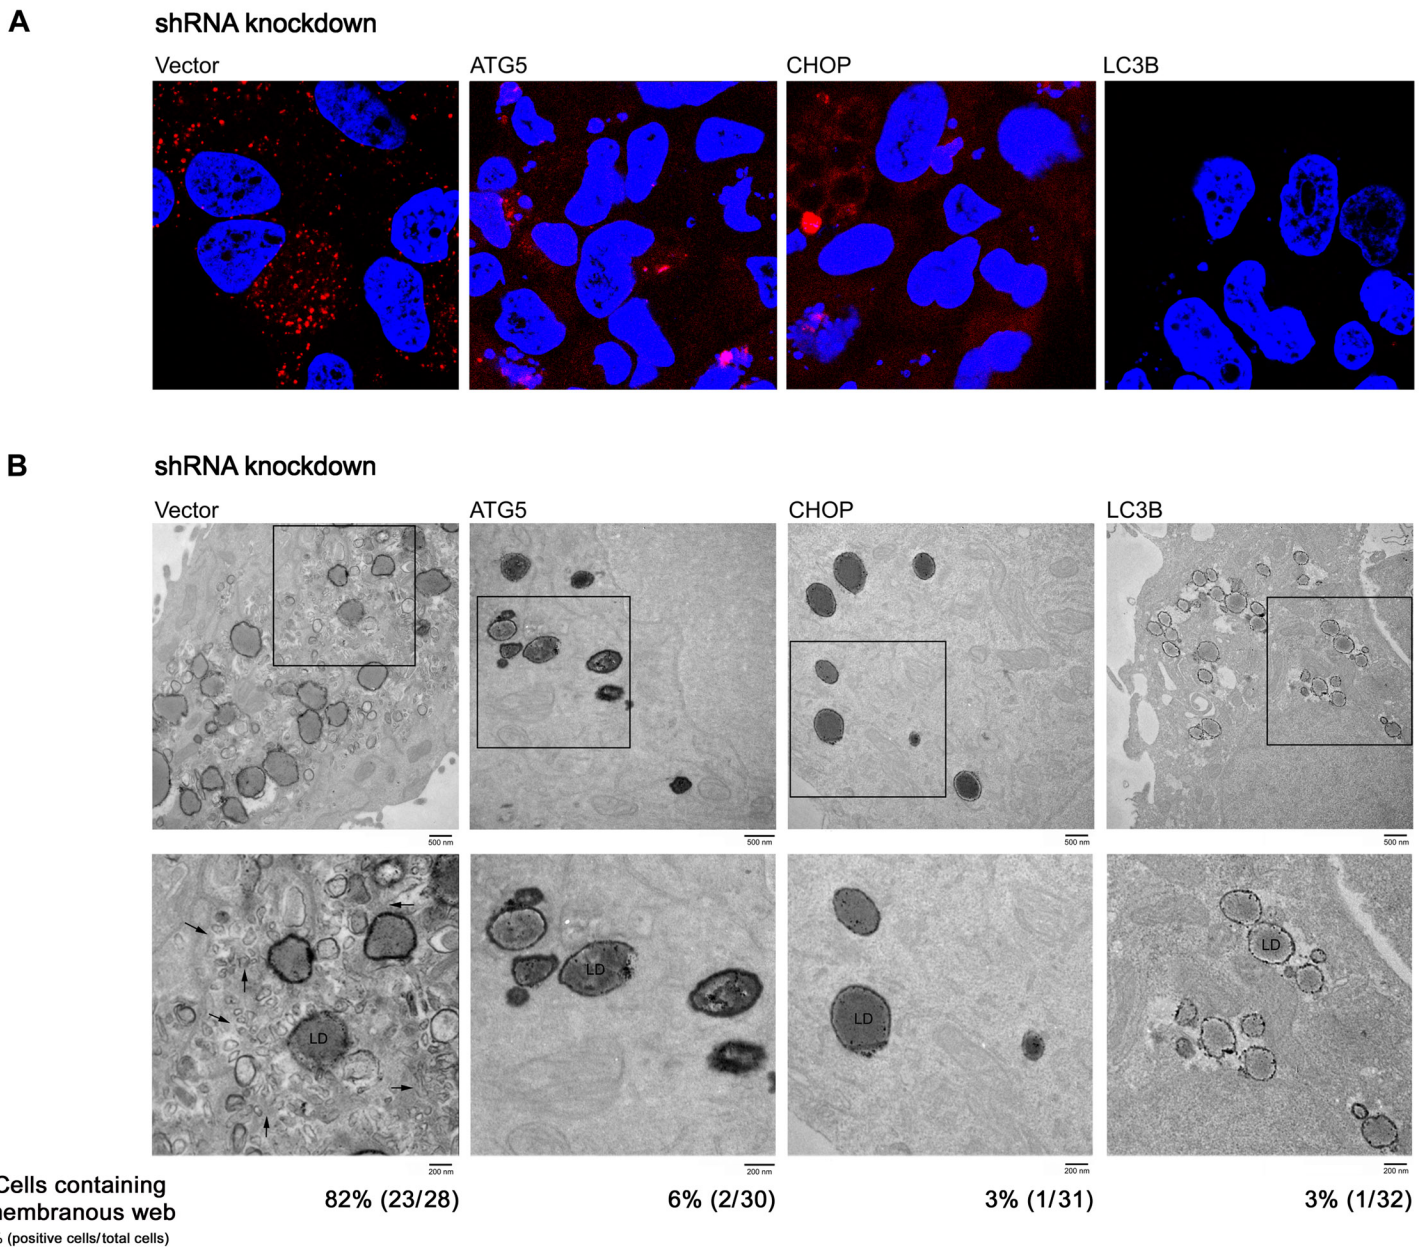 A
shRNA knockdown
Vector ATG5 CHOP LC3B
B
shRNA knockdown
Vector ATG5 CHOP LC3B
500 nm 500 nm 500 nm 500 nm
LD LD LD LD
200 nm 200 nm 200 nm 200 nm
Cells containing
embranous web
% (positive cells/total cells)
82% (23/28) 6% (2/30) 3% (1/31) 3% (1/32)